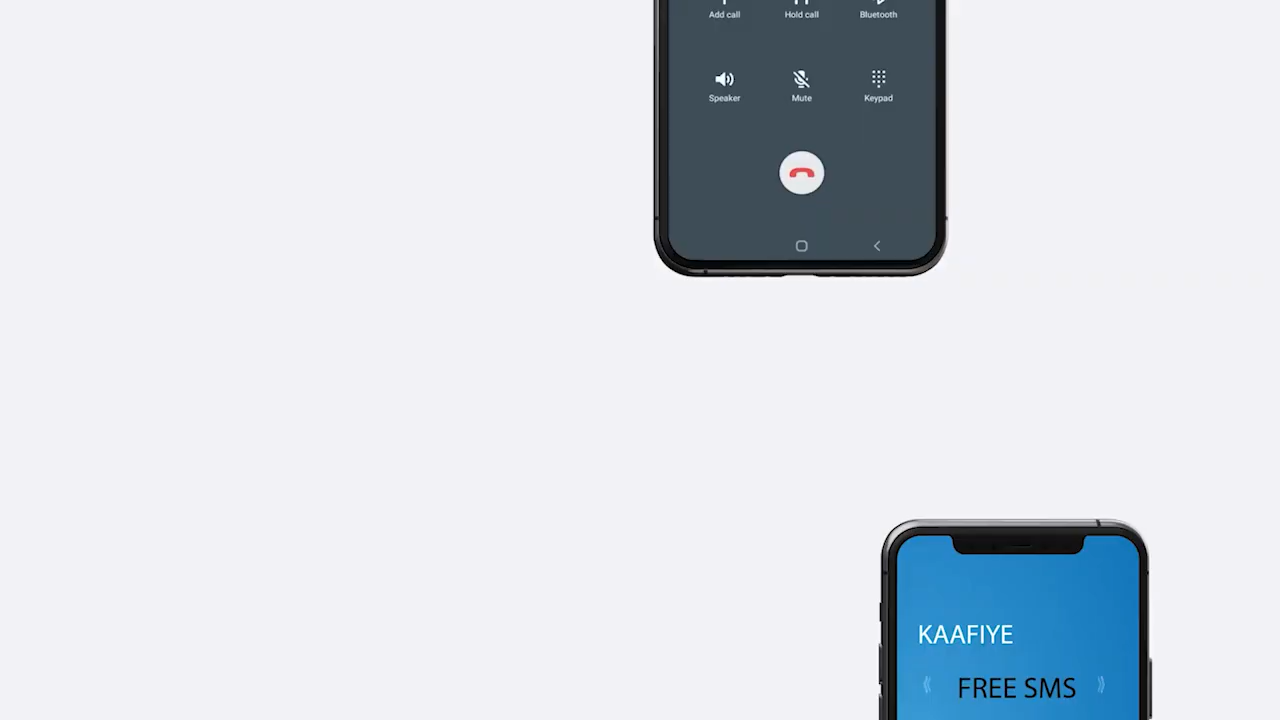 Add call Hold call Bluetooth
Speaker Mute Keypad
KAAFIYE
FREE SMS